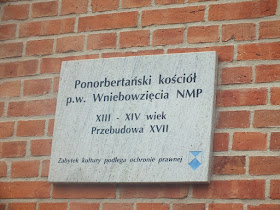 Ponorbertański kościół
p.w. Wniebowzięcia NMP
XIII - XIV wiek
Przebudowa XVII
Zabytek kultury podlega ochronie prawnej